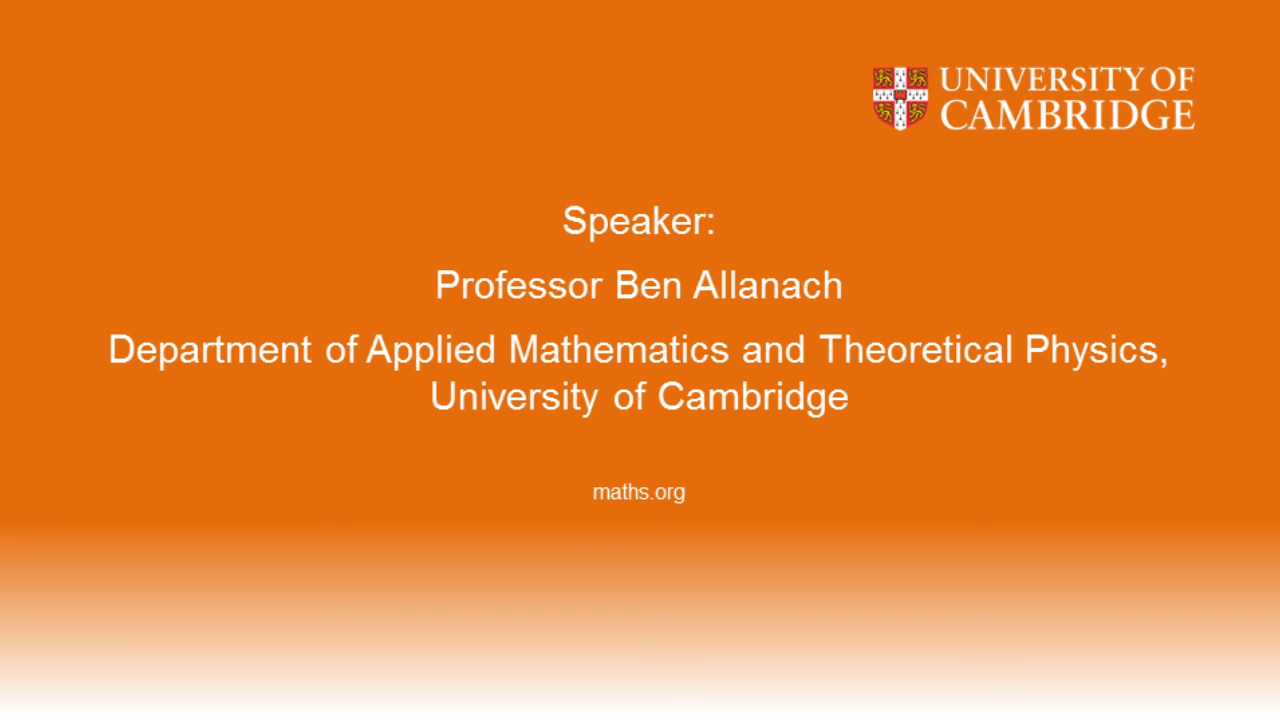 UNIVERSITY OF
CAMBRIDGE
Speaker:
Professor Ben Allanach
Department of Applied Mathematics and Theoretical Physics,
University of Cambridge
maths.org